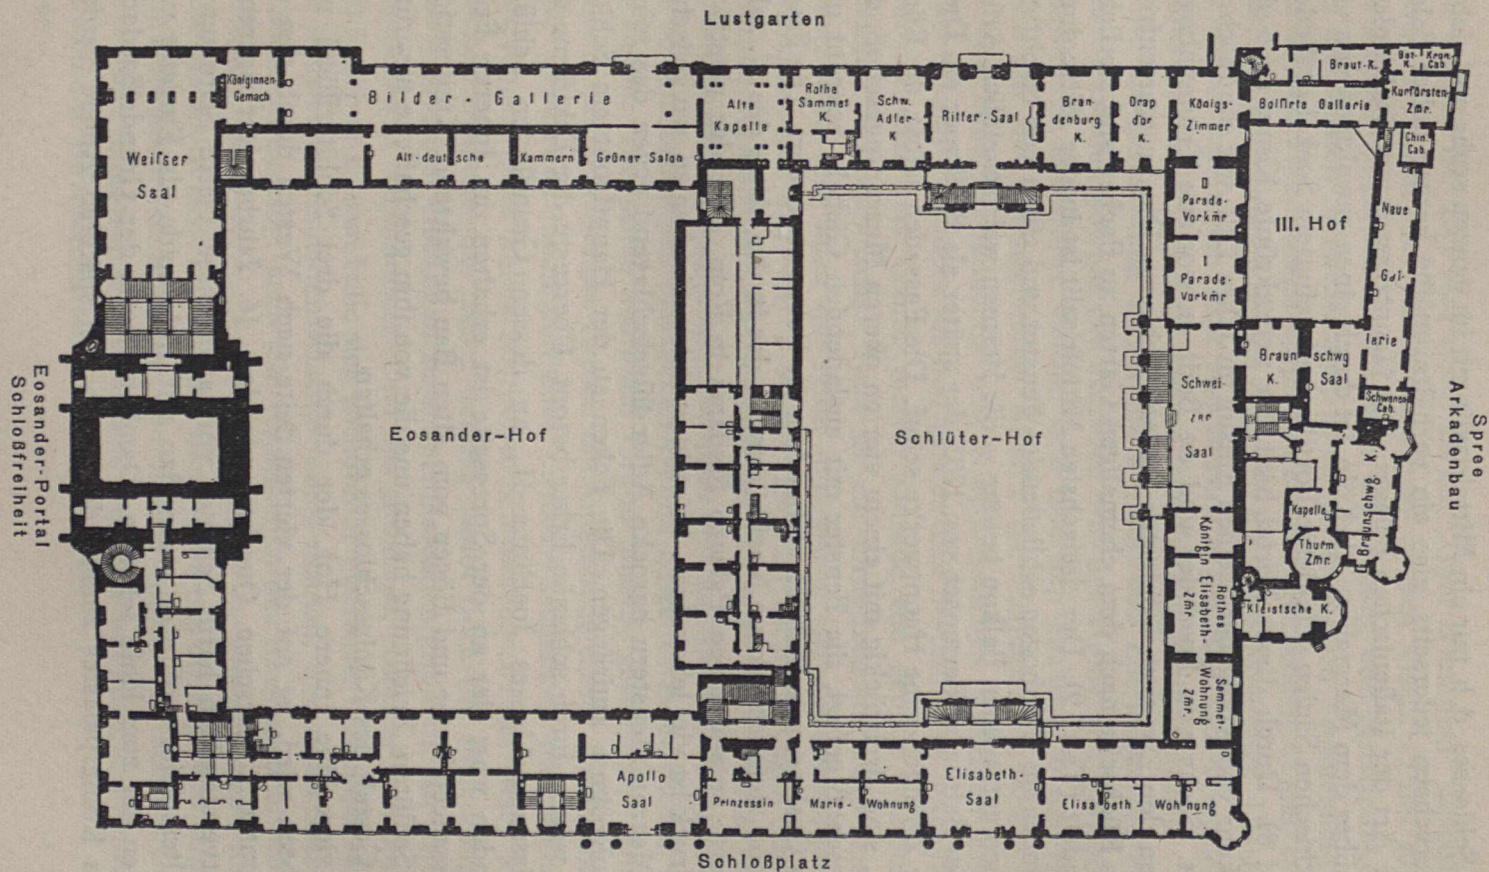 Lustgarten
Königinnen-
Gemach
Bilder - Gallerie
Alte
Kapelle
Rothe
Sammet
K.
Schw.
Adler-
K
Ritter-Saal
Bran-
denburg
K.
Drap
d'or
K.
Königs-
Zimmer
Braut-K.
Bet-
K.
Kron-
Cab
Boisirte Gallerie
Kurfürsten-
Zmr.
Chin.
Cab.
Weifser
Saal
Alt-deutsche
Kammern
Grüner Salon
II
Parade-
Vorkmr
I
Parade-
Vorkmr
III. Hof
Neue
Gal-
lerie
Eosander-Portal
Schloßfreiheit
Eosander-Hof
Schlüter-Hof
Schwei-
zer
Saal
Braun
K.
schwg
Saal
Schwanen-
Cab.
Braunschwg K.
Kapelle
Thurm
Zmr.
Spree
Arkadenbau
Königin Elisabeth-
Wohnung
Rothes
Zmr
Kleistsche K.
Sammet-
Zmr.
Apollo
Saal
Prinzessin
Marie-
Wohnung
Elisabeth-
Saal
Elisabeth
Wohnung
Schloßplatz